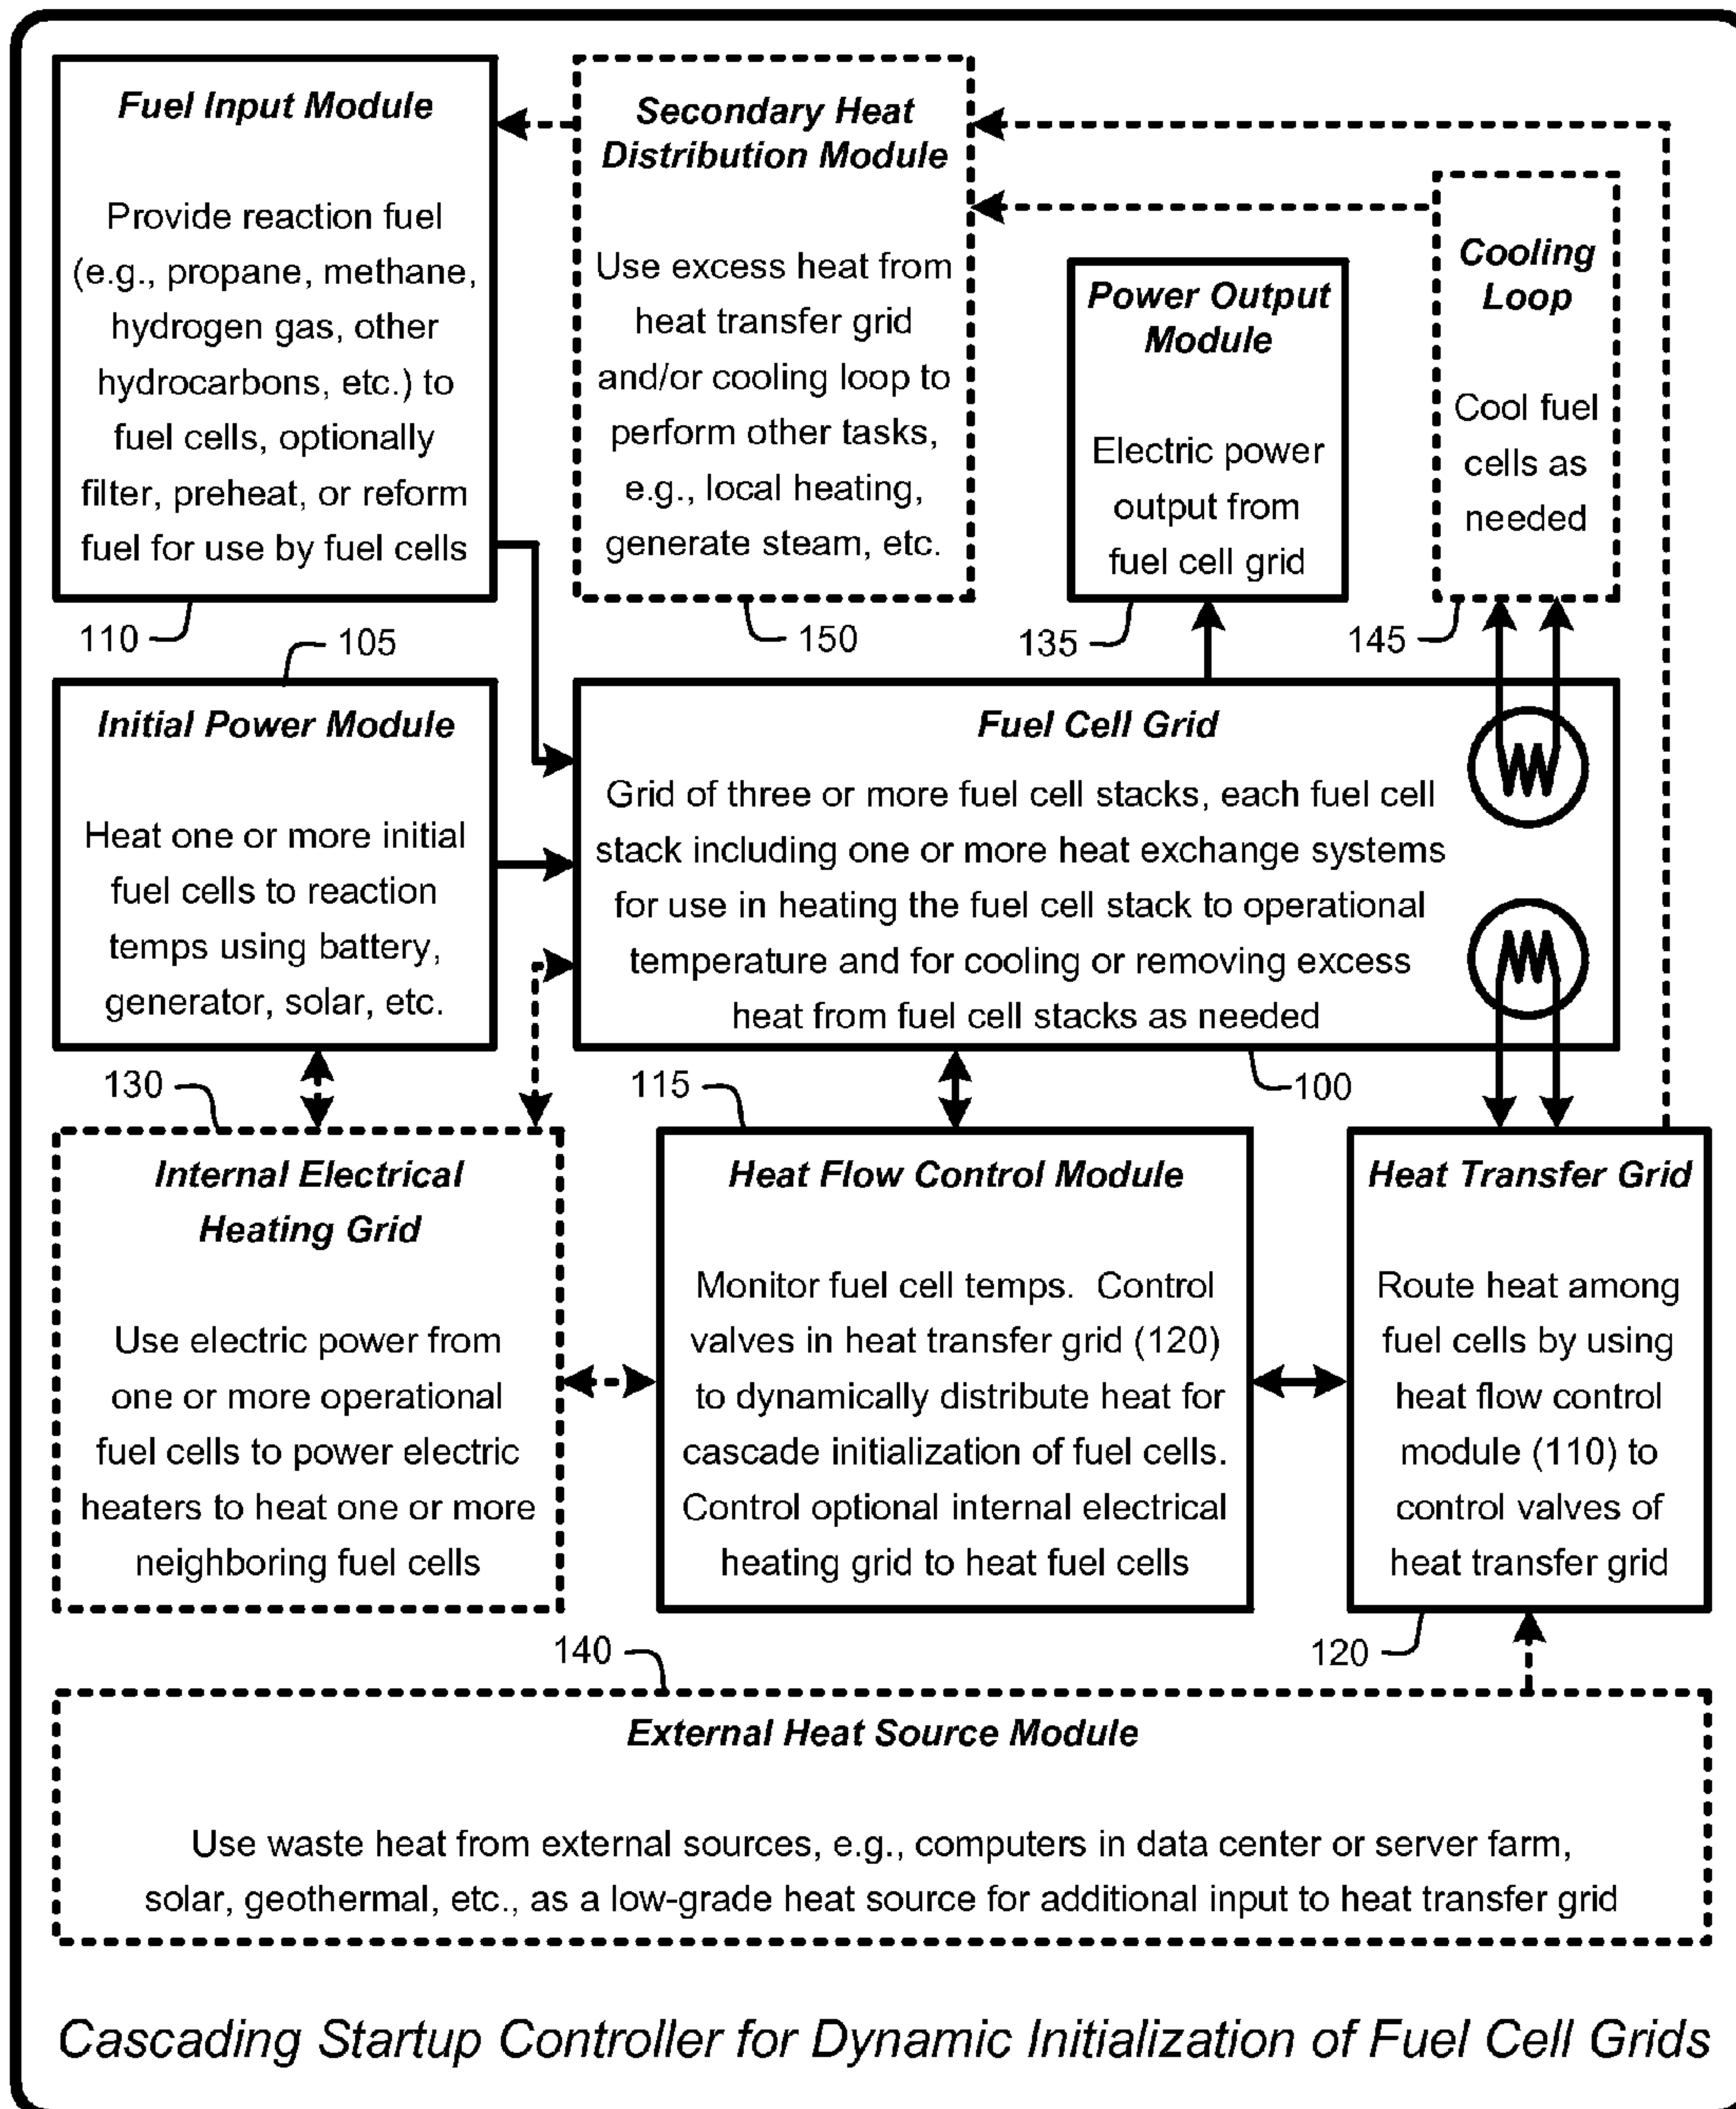 Fuel Input Module
Provide reaction fuel
(e.g., propane, methane,
hydrogen gas, other
hydrocarbons, etc.) to
fuel cells, optionally
filter, preheat, or reform
fuel for use by fuel cells
110
Secondary Heat
Distribution Module
Use excess heat from
heat transfer grid
and/or cooling loop to
perform other tasks,
e.g., local heating,
generate steam, etc.
150
Power Output
Module
Electric power
output from
fuel cell grid
135
Cooling
Loop
Cool fuel
cells as
needed
145
105
Initial Power Module
Heat one or more initial
fuel cells to reaction
temps using battery,
generator, solar, etc.
Fuel Cell Grid
Grid of three or more fuel cell stacks, each fuel cell
stack including one or more heat exchange systems
for use in heating the fuel cell stack to operational
temperature and for cooling or removing excess
heat from fuel cell stacks as needed
100
130
Internal Electrical
Heating Grid
Use electric power from
one or more operational
fuel cells to power electric
heaters to heat one or more
neighboring fuel cells
115
Heat Flow Control Module
Monitor fuel cell temps. Control
valves in heat transfer grid (120)
to dynamically distribute heat for
cascade initialization of fuel cells.
Control optional internal electrical
heating grid to heat fuel cells
Heat Transfer Grid
Route heat among
fuel cells by using
heat flow control
module (110) to
control valves of
heat transfer grid
120
140
External Heat Source Module
Use waste heat from external sources, e.g., computers in data center or server farm,
solar, geothermal, etc., as a low-grade heat source for additional input to heat transfer grid
Cascading Startup Controller for Dynamic Initialization of Fuel Cell Grids